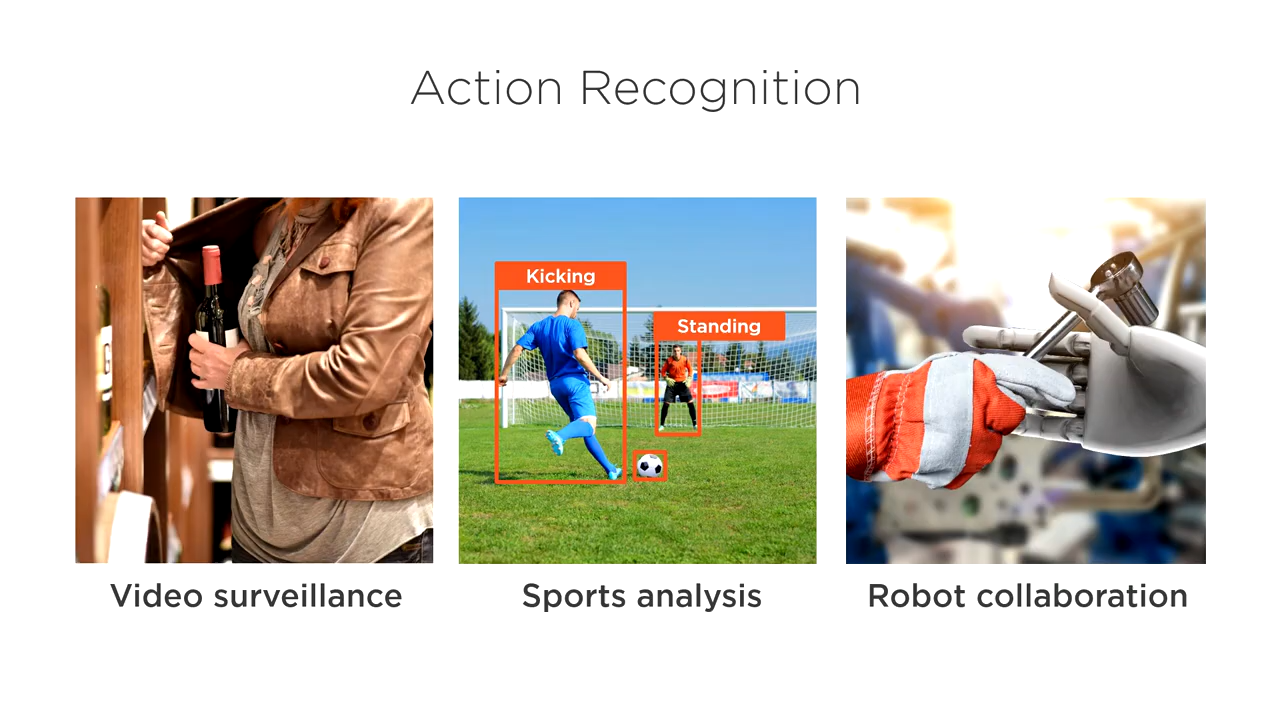 Action Recognition
Kicking
Standing
Video surveillance
Sports analysis
Robot collaboration